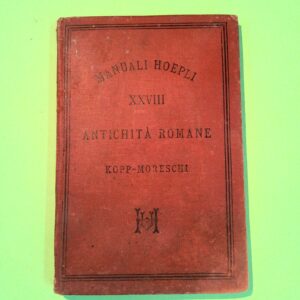 MANUALI HOEPLI
XXVIII
ANTICHITÀ ROMANE
KOPP-MORESCHI